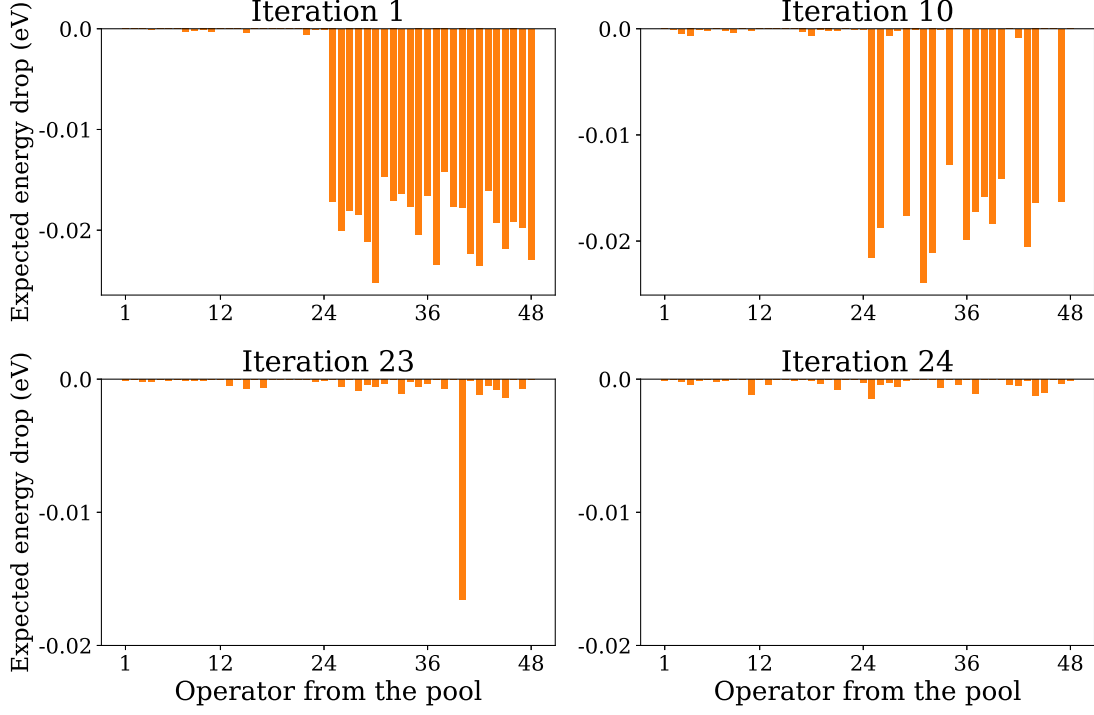 Iteration 1
Iteration 10
Expected energy drop (eV)
0.0
-0.01
-0.02
1 12 24 36 48
0.0
-0.01
-0.02
1 12 24 36 48
Iteration 23
Iteration 24
Expected energy drop (eV)
0.0
-0.01
-0.02
1 12 24 36 48
Operator from the pool
0.0
-0.01
-0.02
1 12 24 36 48
Operator from the pool